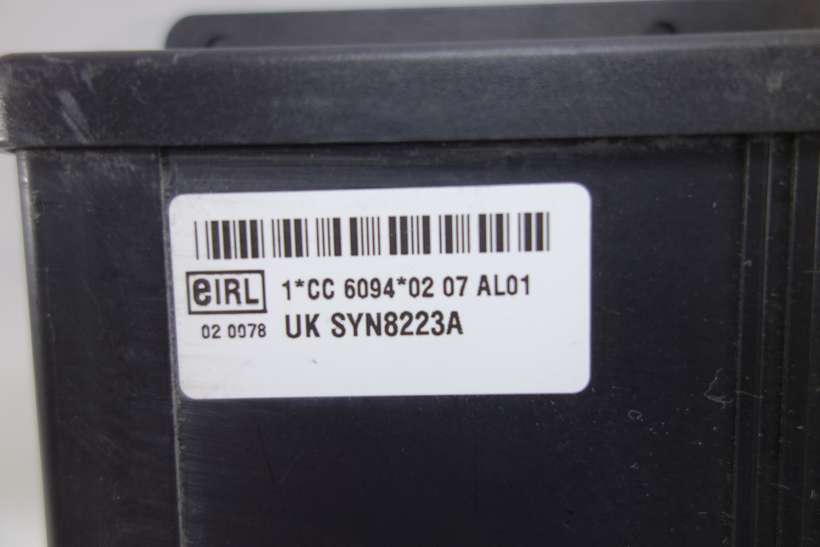 eIRL 1*CC 6094*02 07 AL01
02 0078 UK SYN8223A